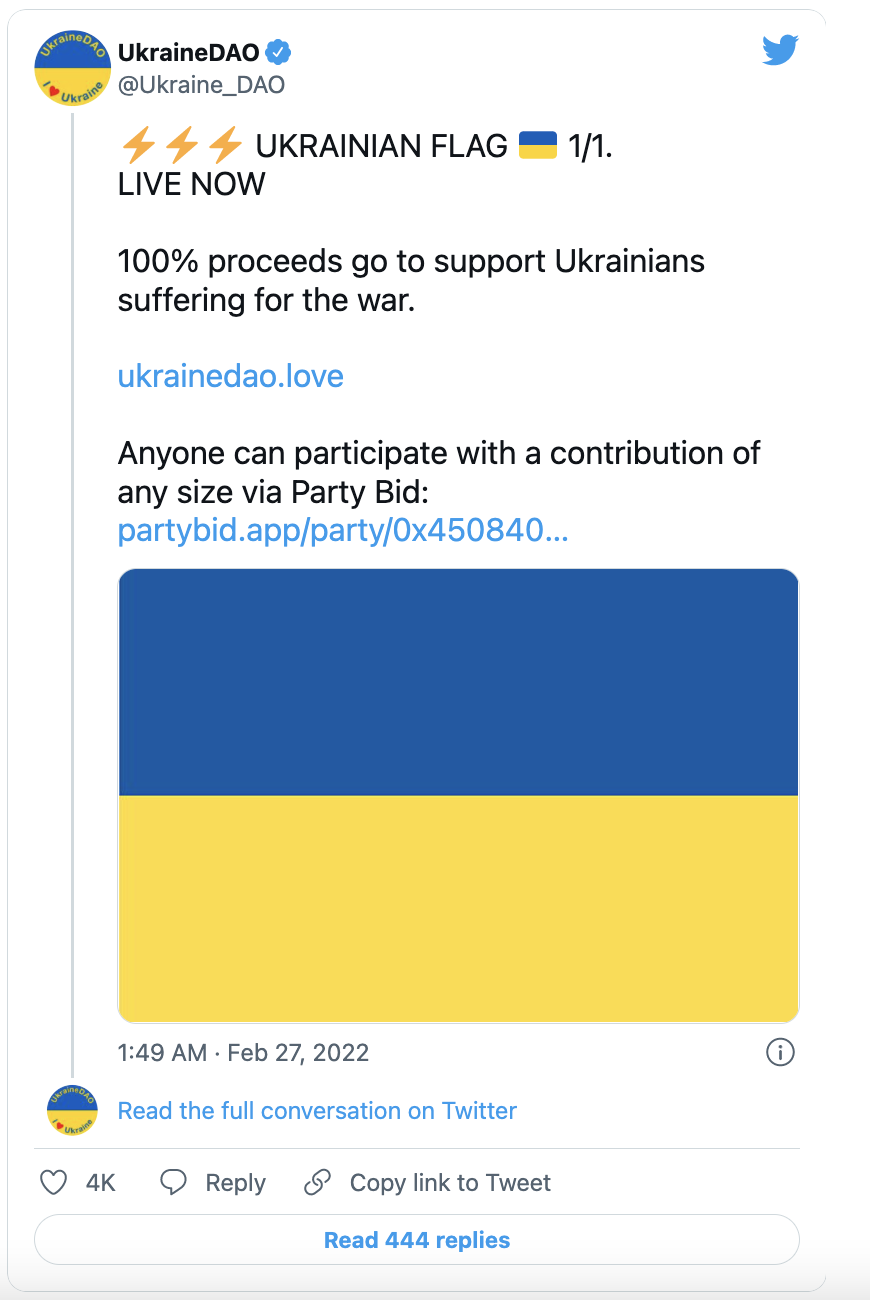 UkraineDAO
I ❤ Ukraine
UkraineDAO
@Ukraine_DAO
⚡⚡⚡ UKRAINIAN FLAG 🇺🇦 1/1.
LIVE NOW
100% proceeds go to support Ukrainians
suffering for the war.
ukrainedao.love
Anyone can participate with a contribution of
any size via Party Bid:
partybid.app/party/0x450840...
1:49 AM · Feb 27, 2022
UkraineDAO
I ❤ Ukraine
Read the full conversation on Twitter
4K Reply Copy link to Tweet
Read 444 replies